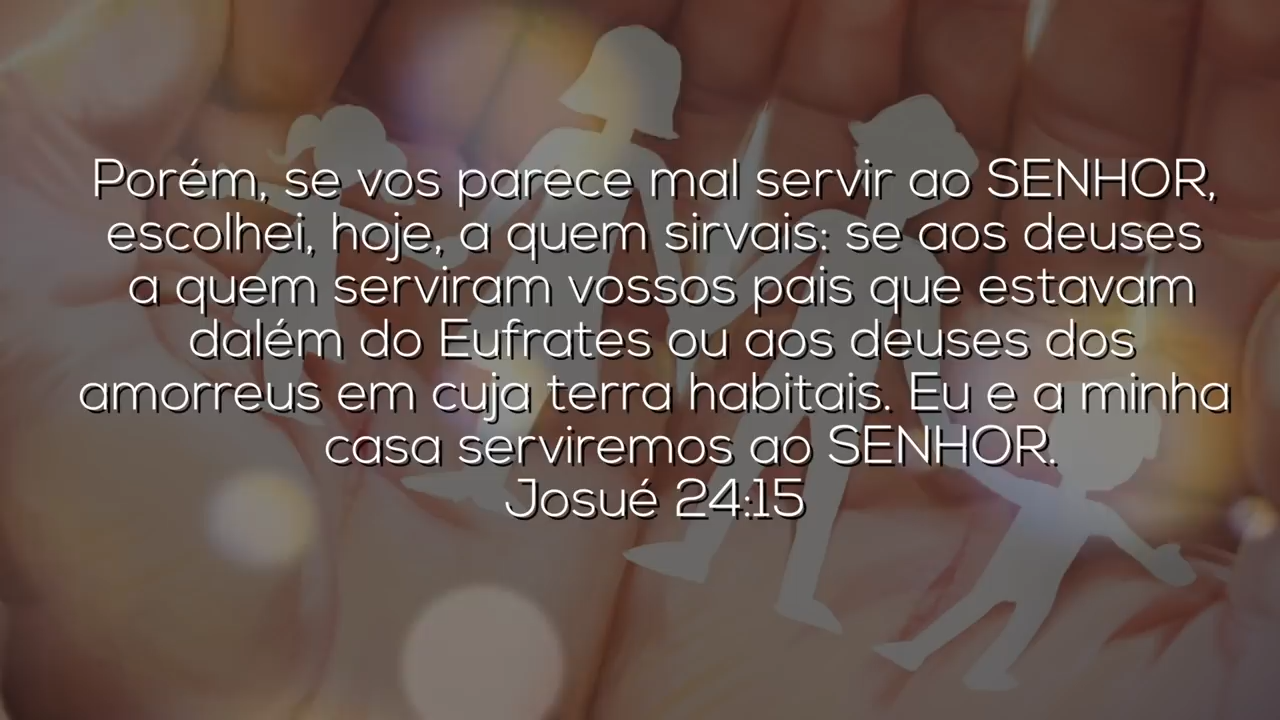 Porém, se vos parece mal servir ao SENHOR,
escolhei, hoje, a quem sirvais: se aos deuses
a quem serviram vossos pais que estavam
dalém do Eufrates ou aos deuses dos
amorreus em cuja terra habitais. Eu e a minha
casa serviremos ao SENHOR.
Josué 24:15